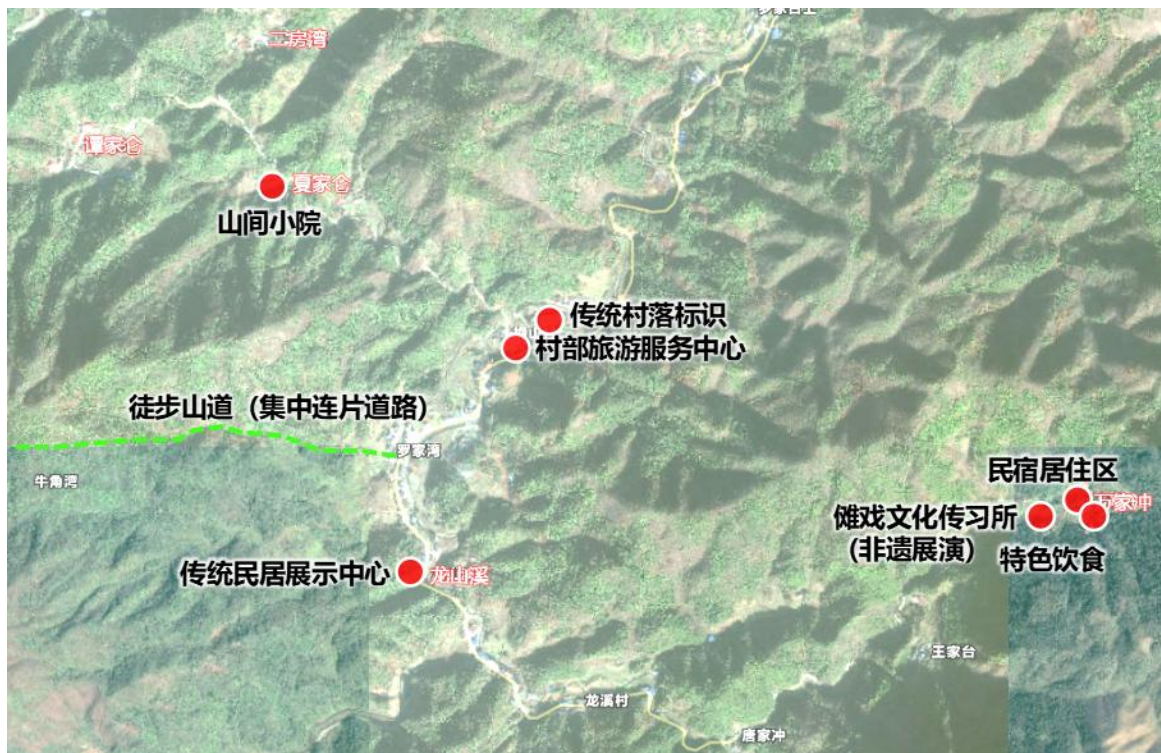 二房湾
谭家仑
夏家仑
山间小院
传统村落标识
村部旅游服务中心
徒步山道（集中连片道路）
罗家湾
牛角湾
民宿居住区
万家冲
傩戏文化传习所
（非遗展演）
特色饮食
传统民居展示中心
龙山溪
王家台
龙溪村
唐家冲